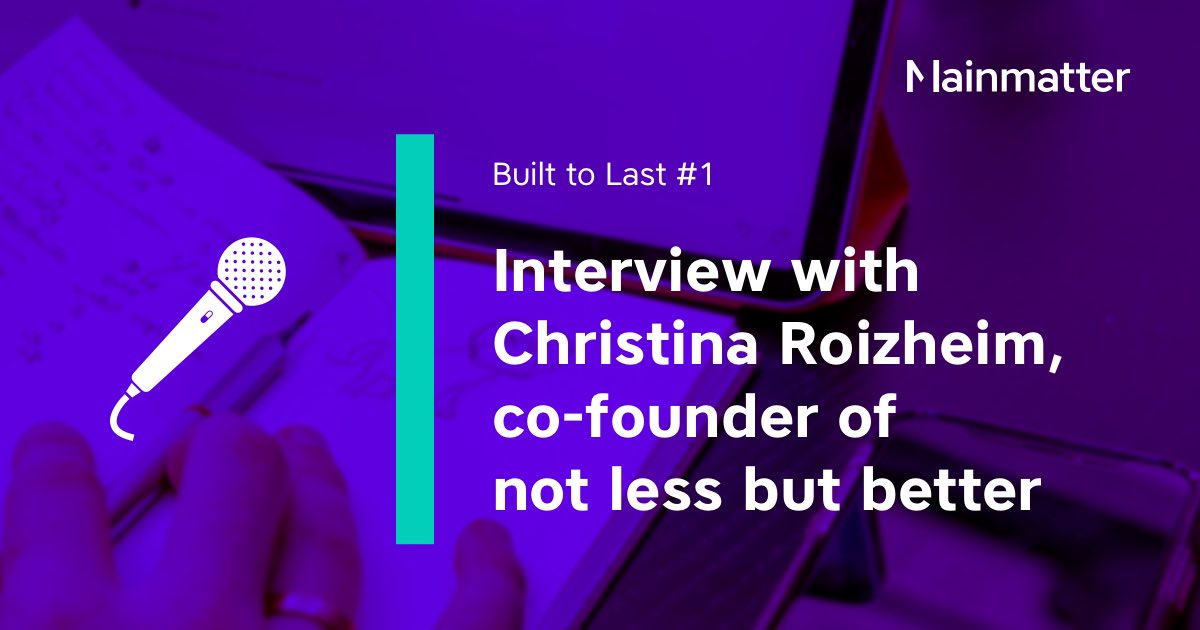 Mainmatter
Built to Last #1
Interview with
Christina Roizheim,
co-founder of
not less but better